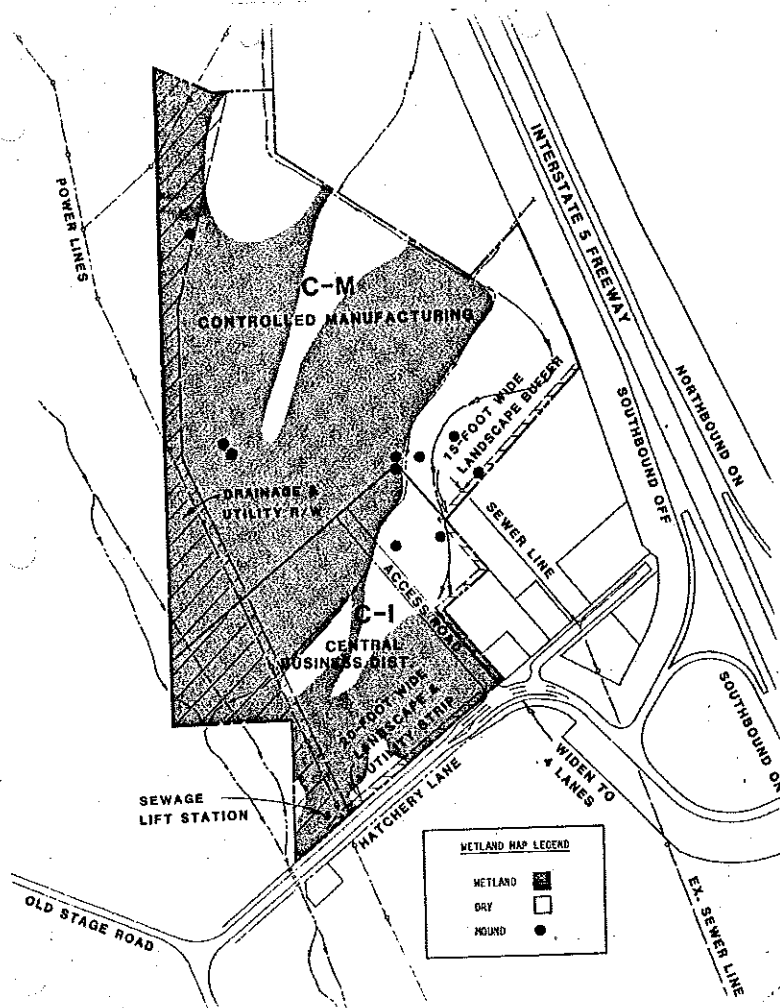 INTERSTATE 5 FREEWAY
POWER LINES
C-M
CONTROLLED MANUFACTURING
NORTHBOUND ON
SOUTHBOUND OFF
15-FOOT WIDE
LANDSCAPE BUFFER
DRAINAGE &
UTILITY R/W
SEWER LINE
ACCESS ROAD
C-I
CENTRAL
BUSINESS DIST.
20-FOOT WIDE
LANDSCAPE &
UTILITY STRIP
SOUTHBOUND ON
WIDEN TO
4 LANES
SEWAGE
LIFT STATION
HATCHERY LANE
WETLAND MAP LEGEND
WETLAND
DRY
MOUND
OLD STAGE ROAD
EX. SEWER LINE